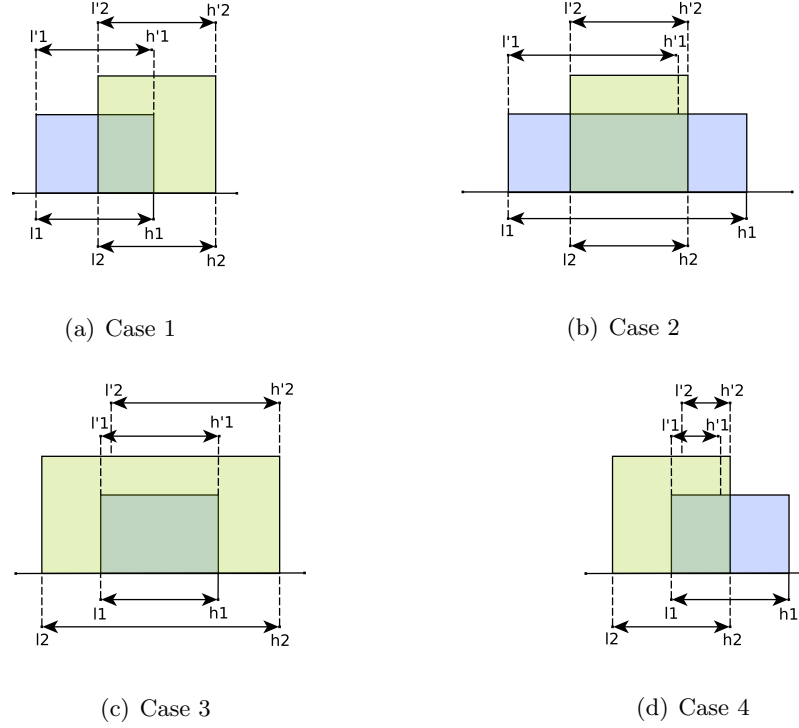 l'2 h'2
l'1 h'1
l1 h1
l2 h2
(a) Case 1
l'2 h'2
l'1 h'1
l1 h1
l2 h2
(b) Case 2
l'2 h'2
l'1 h'1
l1 h1
l2 h2
(c) Case 3
l'2 h'2
l'1 h'1
l1 h1
l2 h2
(d) Case 4